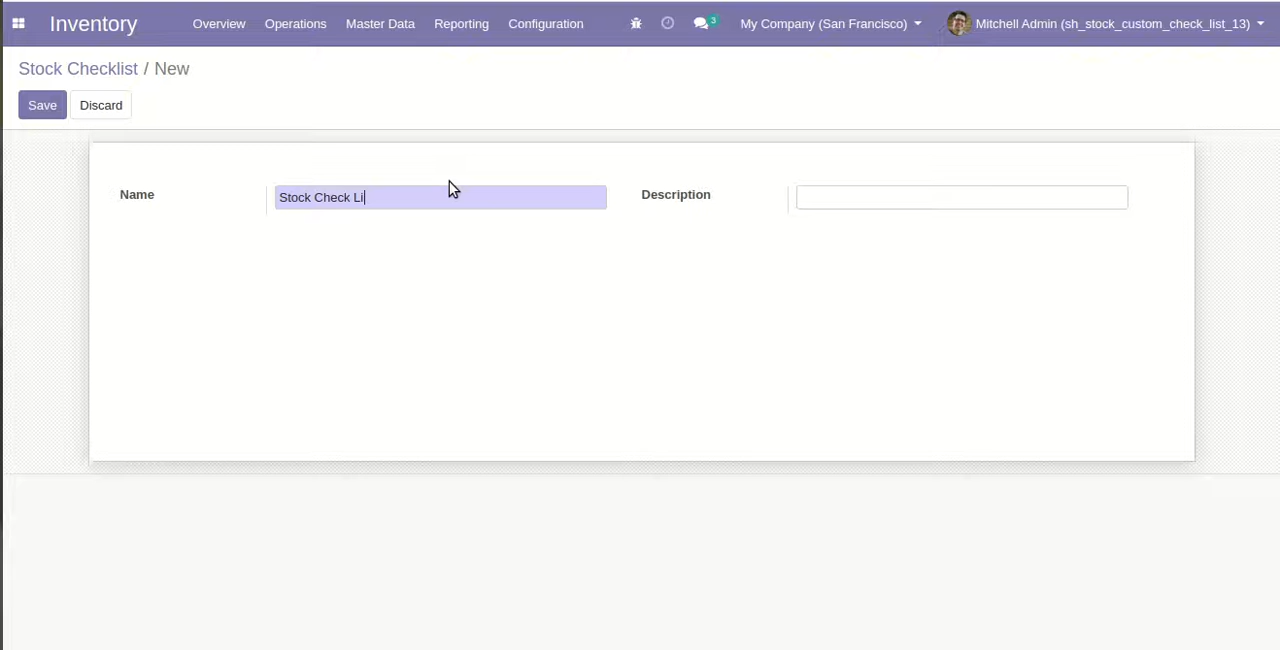 Inventory Overview Operations Master Data Reporting Configuration 3 My Company (San Francisco) Mitchell Admin (sh_stock_custom_check_list_13)
Stock Checklist / New
Save Discard
Name Stock Check Li Description